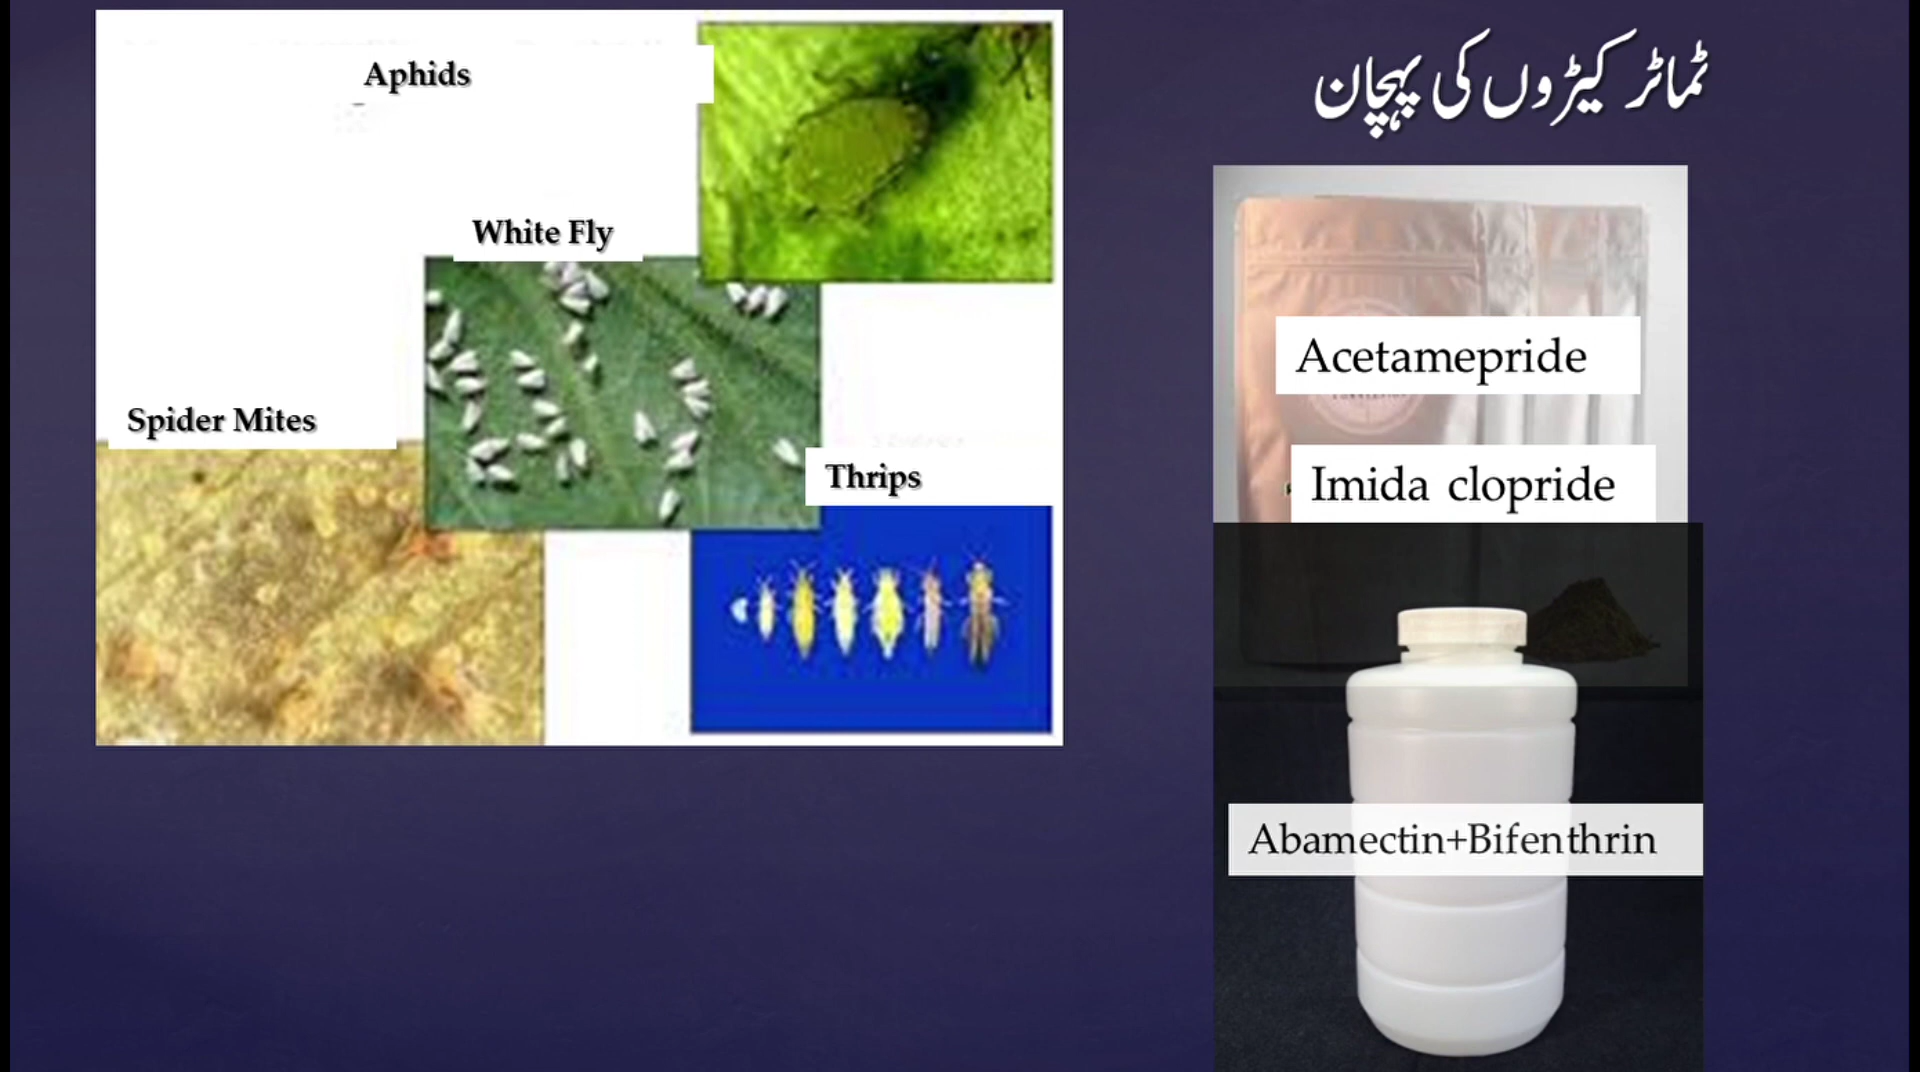 ٹماٹر کیڑوں کی پہچان
Aphids
White Fly
Spider Mites
Thrips
Acetamepride
Imida clopride
Abamectin+Bifenthrin